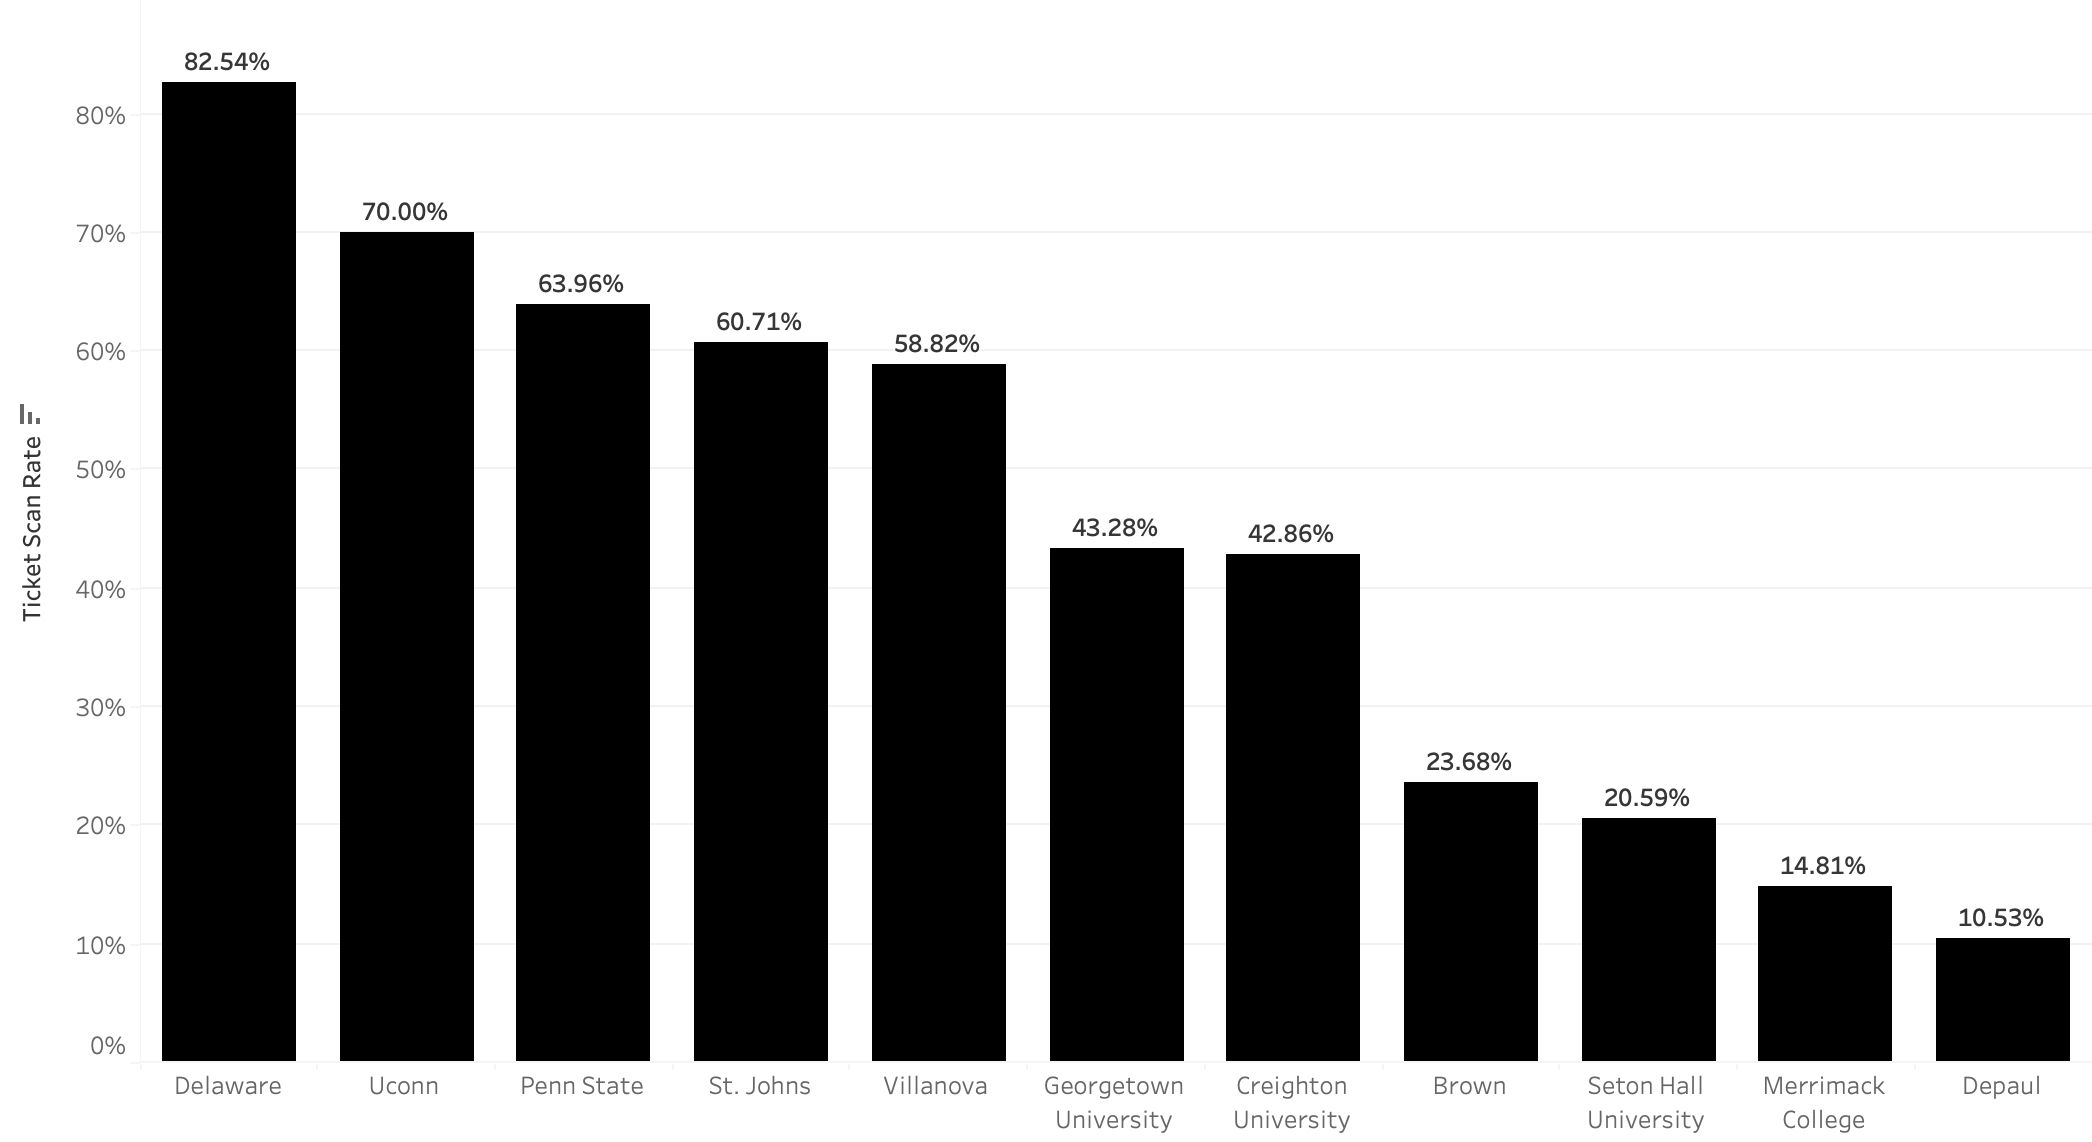 82.54%
70.00%
63.96%
60.71%
58.82%
43.28%
42.86%
23.68%
20.59%
14.81%
10.53%
80%
70%
60%
50%
40%
30%
20%
10%
0%
Ticket Scan Rate
Delaware
Uconn
Penn State
St. Johns
Villanova
Georgetown
University
Creighton
University
Brown
Seton Hall
University
Merrimack
College
Depaul